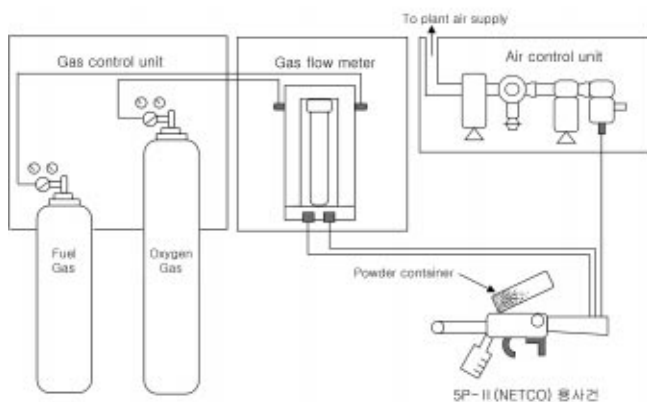 To plant air supply
Gas control unit
Gas flow meter
Air control unit
Fuel
Gas
Oxygen
Gas
Powder container
5P-II(NETCO) 용사건